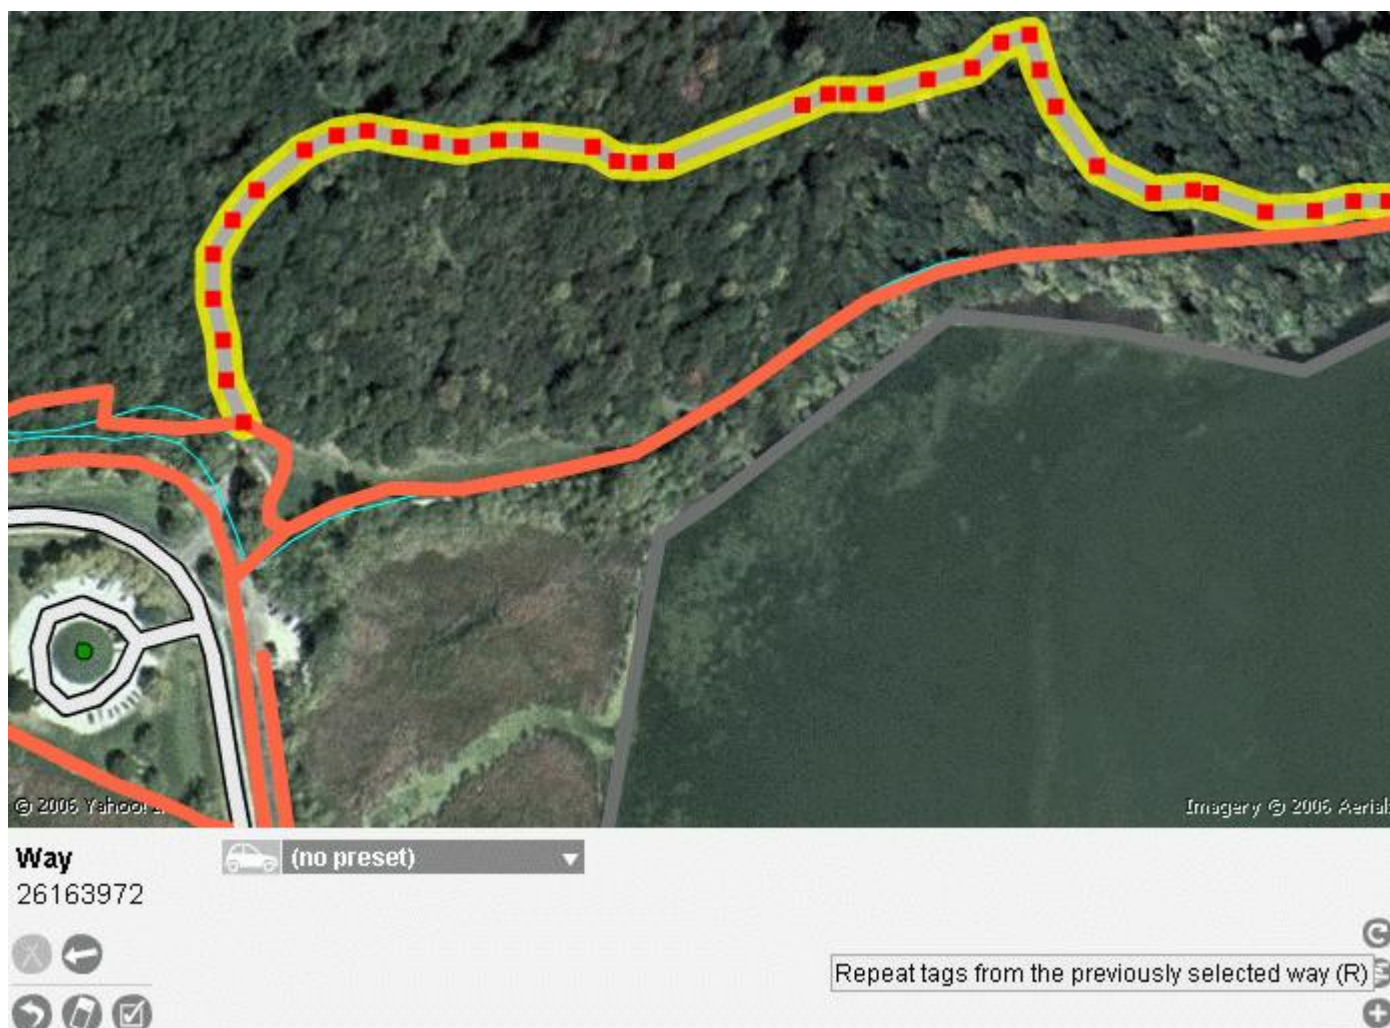 © 2006 Yahoo!
Imagery © 2006 Aerial
Way
(no preset)
26163972
Repeat tags from the previously selected way (R)